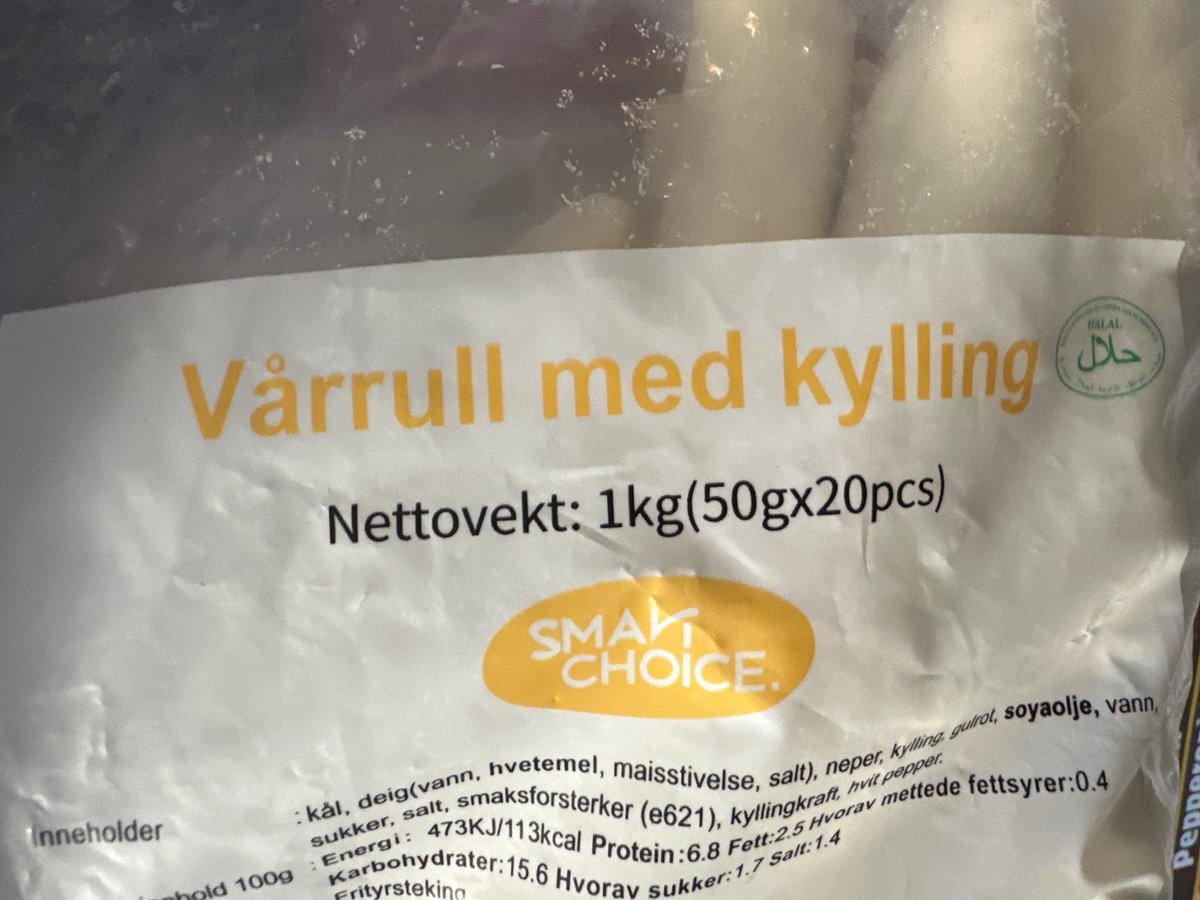 Vårrull med kylling
HALAL
حلال
Nettovekt: 1kg(50gx20pcs)
SMART
CHOICE.
Inneholder : kål, deig(vann, hvetemel, maisstivelse, salt), neper, kylling, gulrot, soyaolje, vann,
sukker, salt, smaksforsterker (e621), kyllingkraft, hvit pepper.
100g : Energi: 473KJ/113kcal Protein:6.8 Fett:2.5 Hvorav mettede fettsyrer:0.4
Karbohydrater:15.6 Hvorav sukker:1.7 Salt:1.4
Frityrsteking